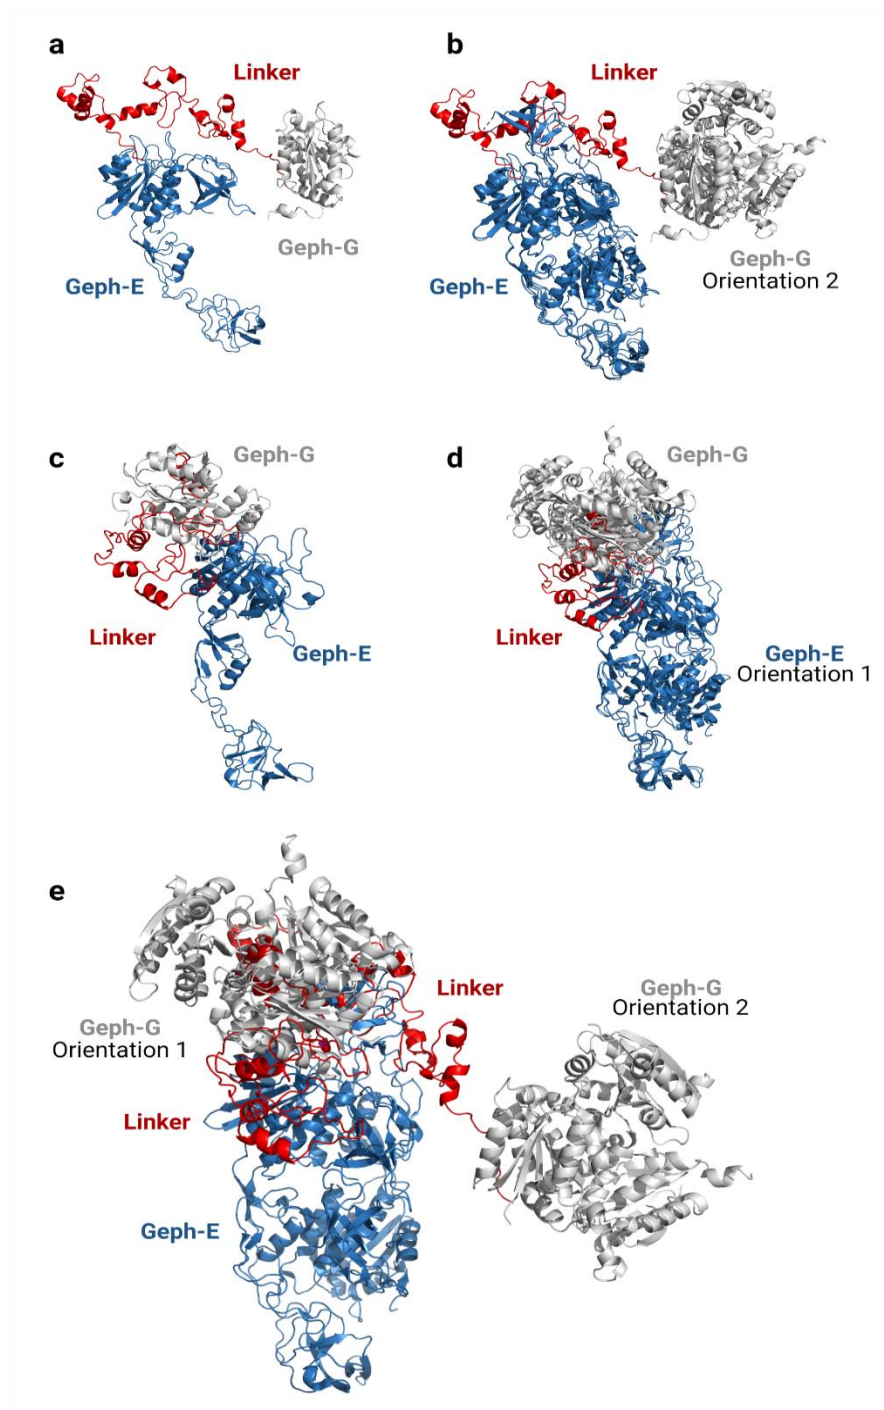 a
Linker
Geph-G
Geph-E
b
Linker
Geph-G
Orientation 2
Geph-E
c
Geph-G
Linker
Geph-E
d
Geph-G
Linker
Geph-E
Orientation 1
e
Linker
Geph-G
Orientation 2
Geph-G
Orientation 1
Linker
Geph-E